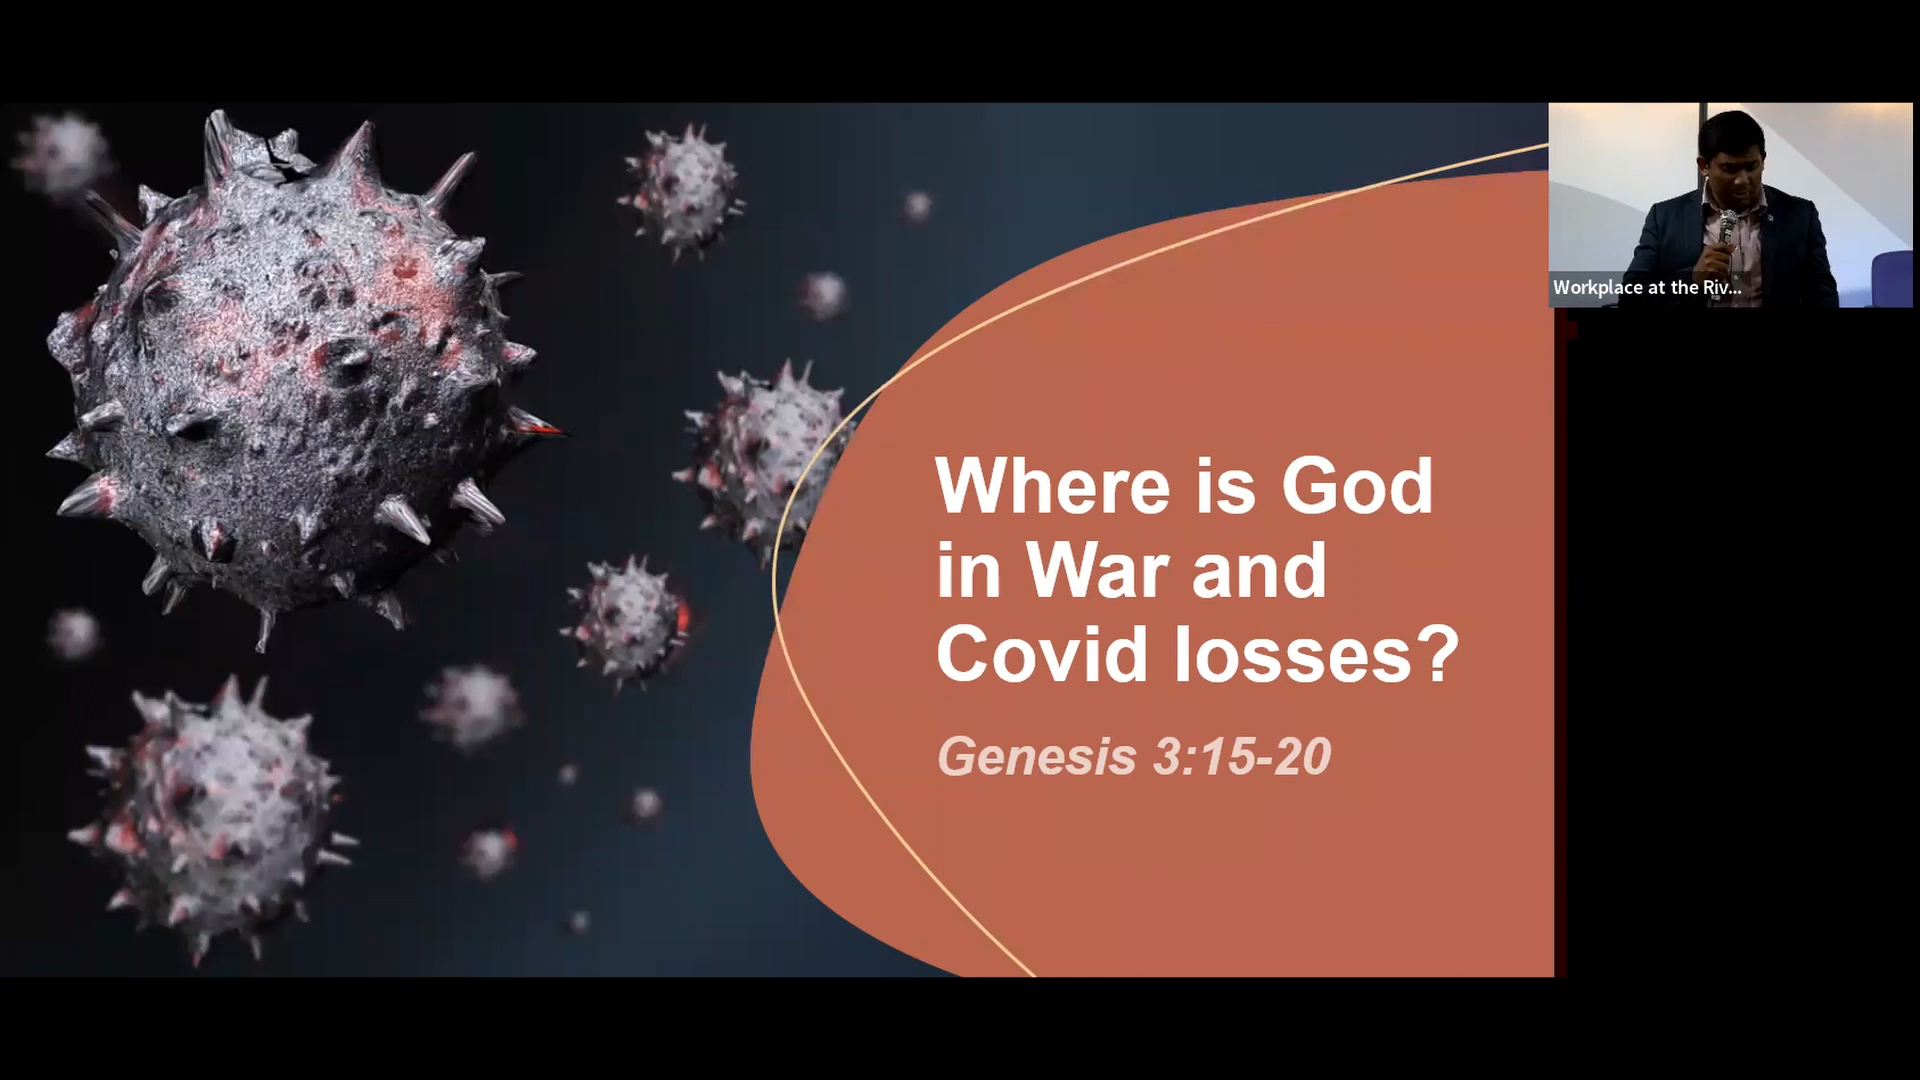 Where is God
in War and
Covid losses?
Genesis 3:15-20
Workplace at the Riv...